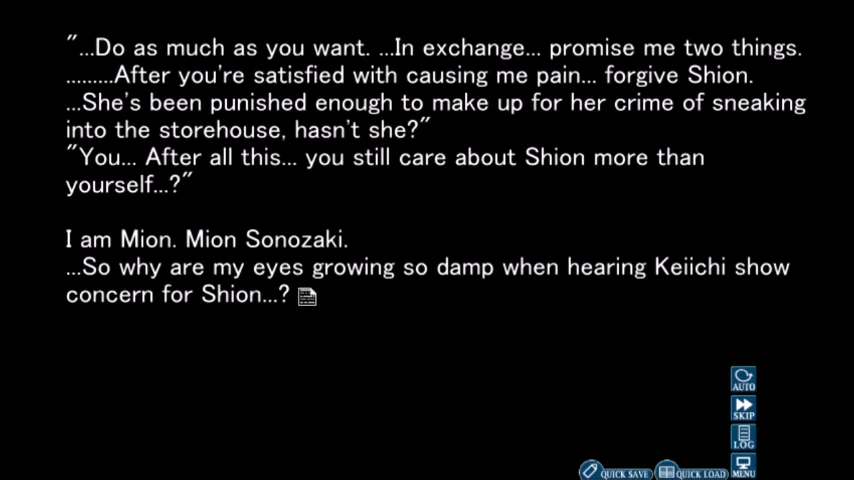 "...Do as much as you want. ...In exchange... promise me two things.
.........After you're satisfied with causing me pain... forgive Shion.
...She's been punished enough to make up for her crime of sneaking
into the storehouse, hasn't she?"
"You... After all this... you still care about Shion more than
yourself...?"
I am Mion. Mion Sonozaki.
...So why are my eyes growing so damp when hearing Keiichi show
concern for Shion...?
AUTO
SKIP
LOG
MENU
QUICK SAVE
QUICK LOAD